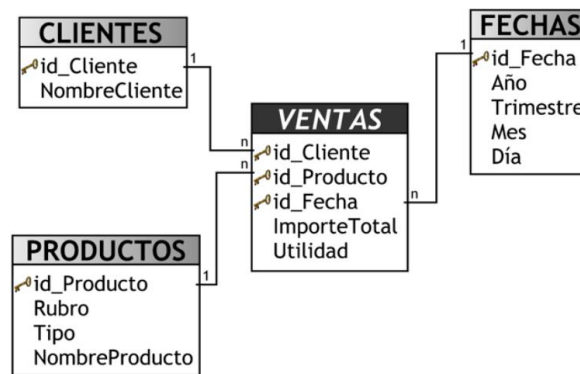 CLIENTES
id_Cliente
NombreCliente
1
n
VENTAS
id_Cliente
n
id_Producto
id_Fecha
ImporteTotal
Utilidad
n
FECHAS
1
id_Fecha
Año
Trimestre
Mes
Día
PRODUCTOS
id_Producto
1
Rubro
Tipo
NombreProducto